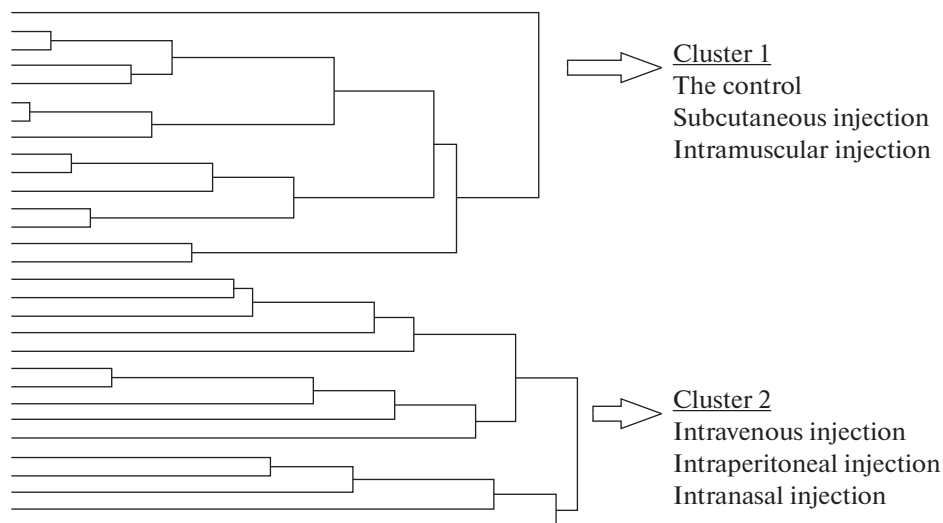 Cluster 1
The control
Subcutaneous injection
Intramuscular injection
Cluster 2
Intravenous injection
Intraperitoneal injection
Intranasal injection